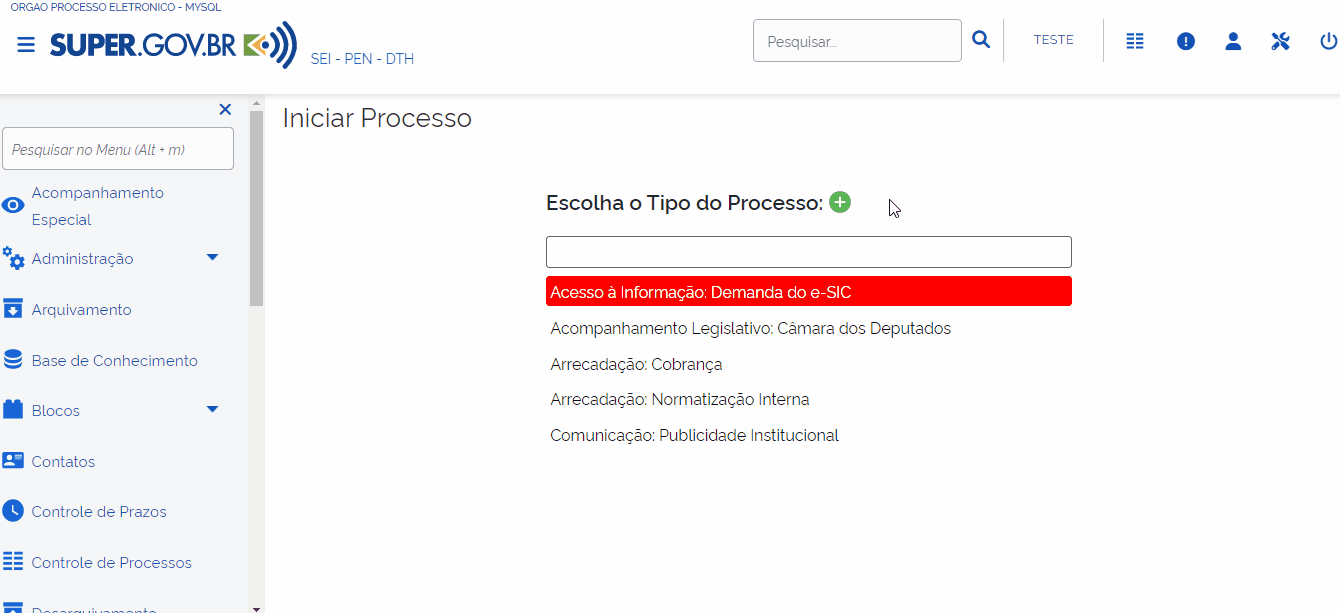 ORGAO PROCESSO ELETRONICO - MYSQL
SUPER.GOV.BR
SEI - PEN - DTH
Pesquisar...
TESTE
Pesquisar no Menu (Alt + m)
Acompanhamento
Especial
Administração
Arquivamento
Base de Conhecimento
Blocos
Contatos
Controle de Prazos
Controle de Processos
Desarquivamento
Iniciar Processo
Escolha o Tipo do Processo:
Acesso à Informação: Demanda do e-SIC
Acompanhamento Legislativo: Câmara dos Deputados
Arrecadação: Cobrança
Arrecadação: Normatização Interna
Comunicação: Publicidade Institucional